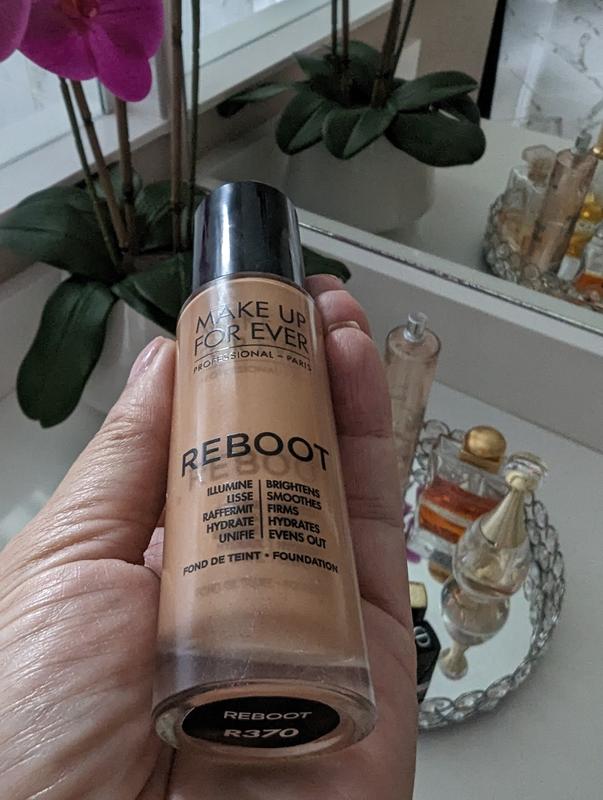 MAKE UP
FOR EVER
PROFESSIONAL – PARIS
REBOOT
ILLUMINE | BRIGHTENS
LISSE | SMOOTHES
RAFFERMIT | FIRMS
HYDRATE | HYDRATES
UNIFIE | EVENS OUT
FOND DE TEINT • FOUNDATION
REBOOT
R370